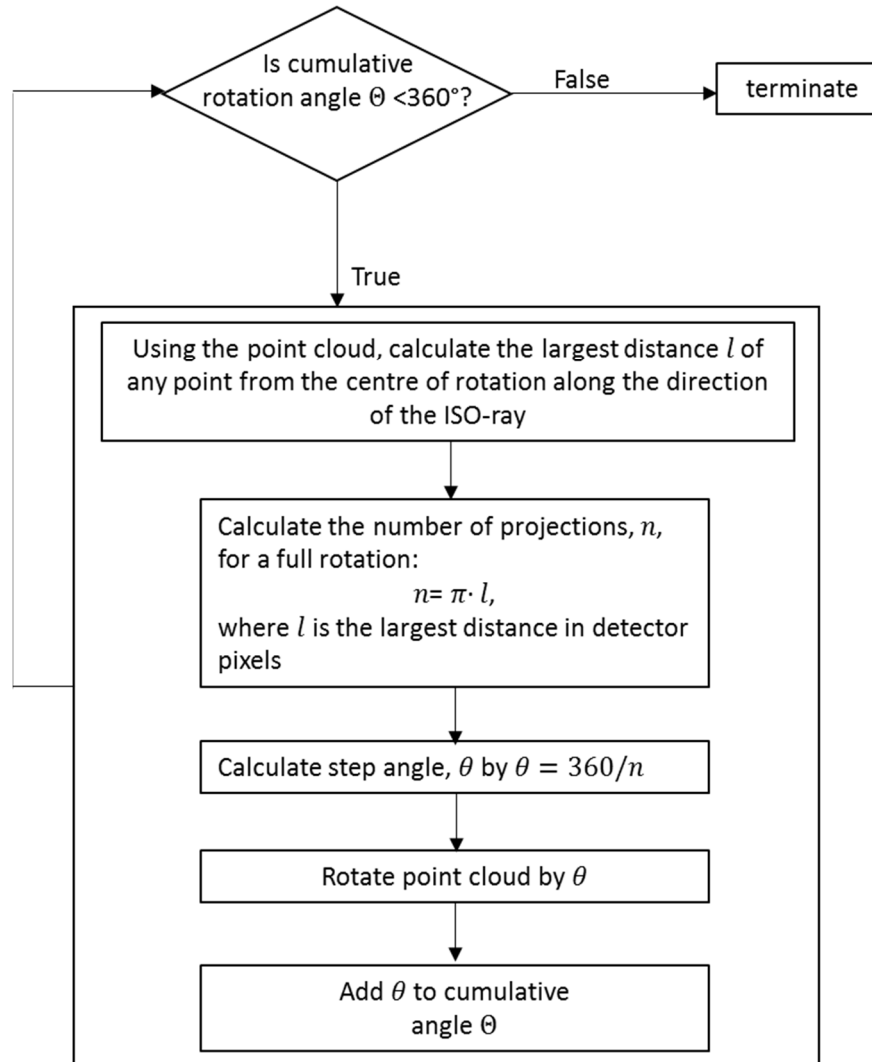 Is cumulative
rotation angle Θ <360°?
False
terminate
True
Using the point cloud, calculate the largest distance l of
any point from the centre of rotation along the direction
of the ISO-ray
Calculate the number of projections, n,
for a full rotation:
n= π· l,
where l is the largest distance in detector
pixels
Calculate step angle, θ by θ = 360/n
Rotate point cloud by θ
Add θ to cumulative
angle Θ